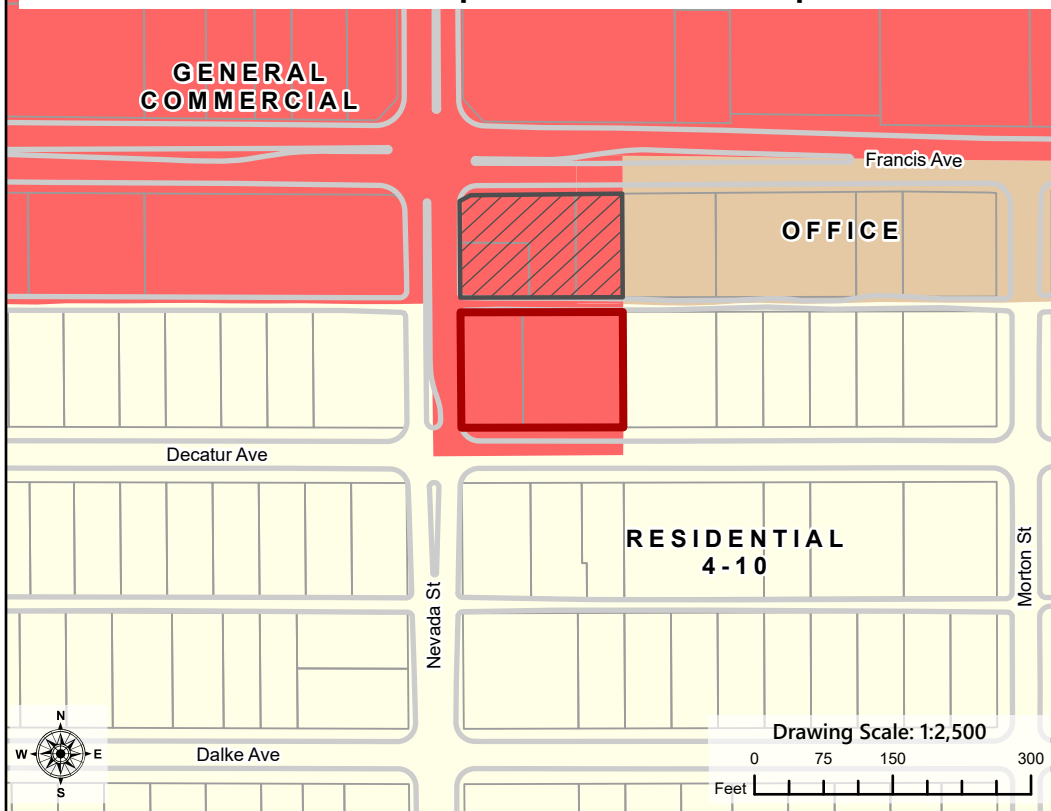 GENERAL
COMMERCIAL
Francis Ave
OFFICE
Decatur Ave
RESIDENTIAL
4-10
Morton St
Nevada St
Dalke Ave
N
W E
S
Drawing Scale: 1:2,500
0 75 150 300
Feet